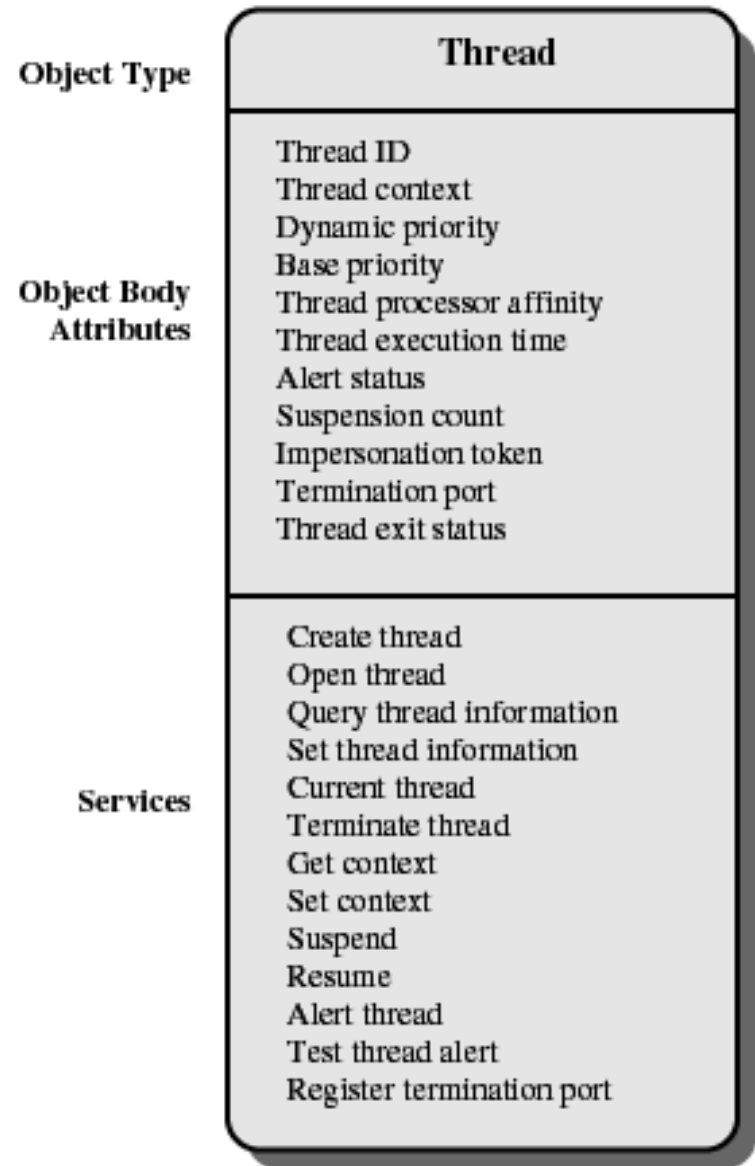 Object Type
Thread
Object Body
Attributes
Thread ID
Thread context
Dynamic priority
Base priority
Thread processor affinity
Thread execution time
Alert status
Suspension count
Impersonation token
Termination port
Thread exit status
Services
Create thread
Open thread
Query thread information
Set thread information
Current thread
Terminate thread
Get context
Set context
Suspend
Resume
Alert thread
Test thread alert
Register termination port